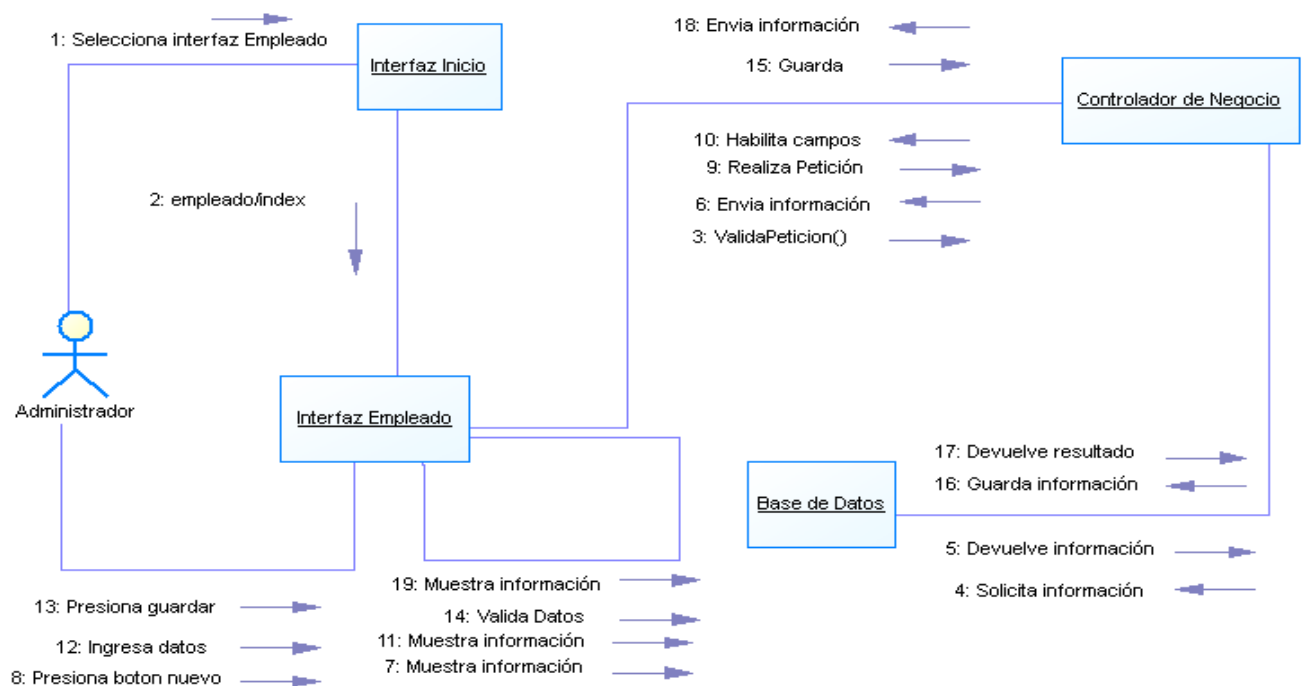 1: Selecciona interfaz Empleado
Interfaz Inicio
18: Envia información
15: Guarda
Controlador de Negocio
10: Habilita campos
9: Realiza Petición
6: Envia información
3: ValidaPeticion()
2: empleado/index
Administrador
Interfaz Empleado
17: Devuelve resultado
16: Guarda información
Base de Datos
5: Devuelve información
4: Solicita información
19: Muestra información
14: Valida Datos
11: Muestra información
7: Muestra información
13: Presiona guardar
12: Ingresa datos
8: Presiona boton nuevo